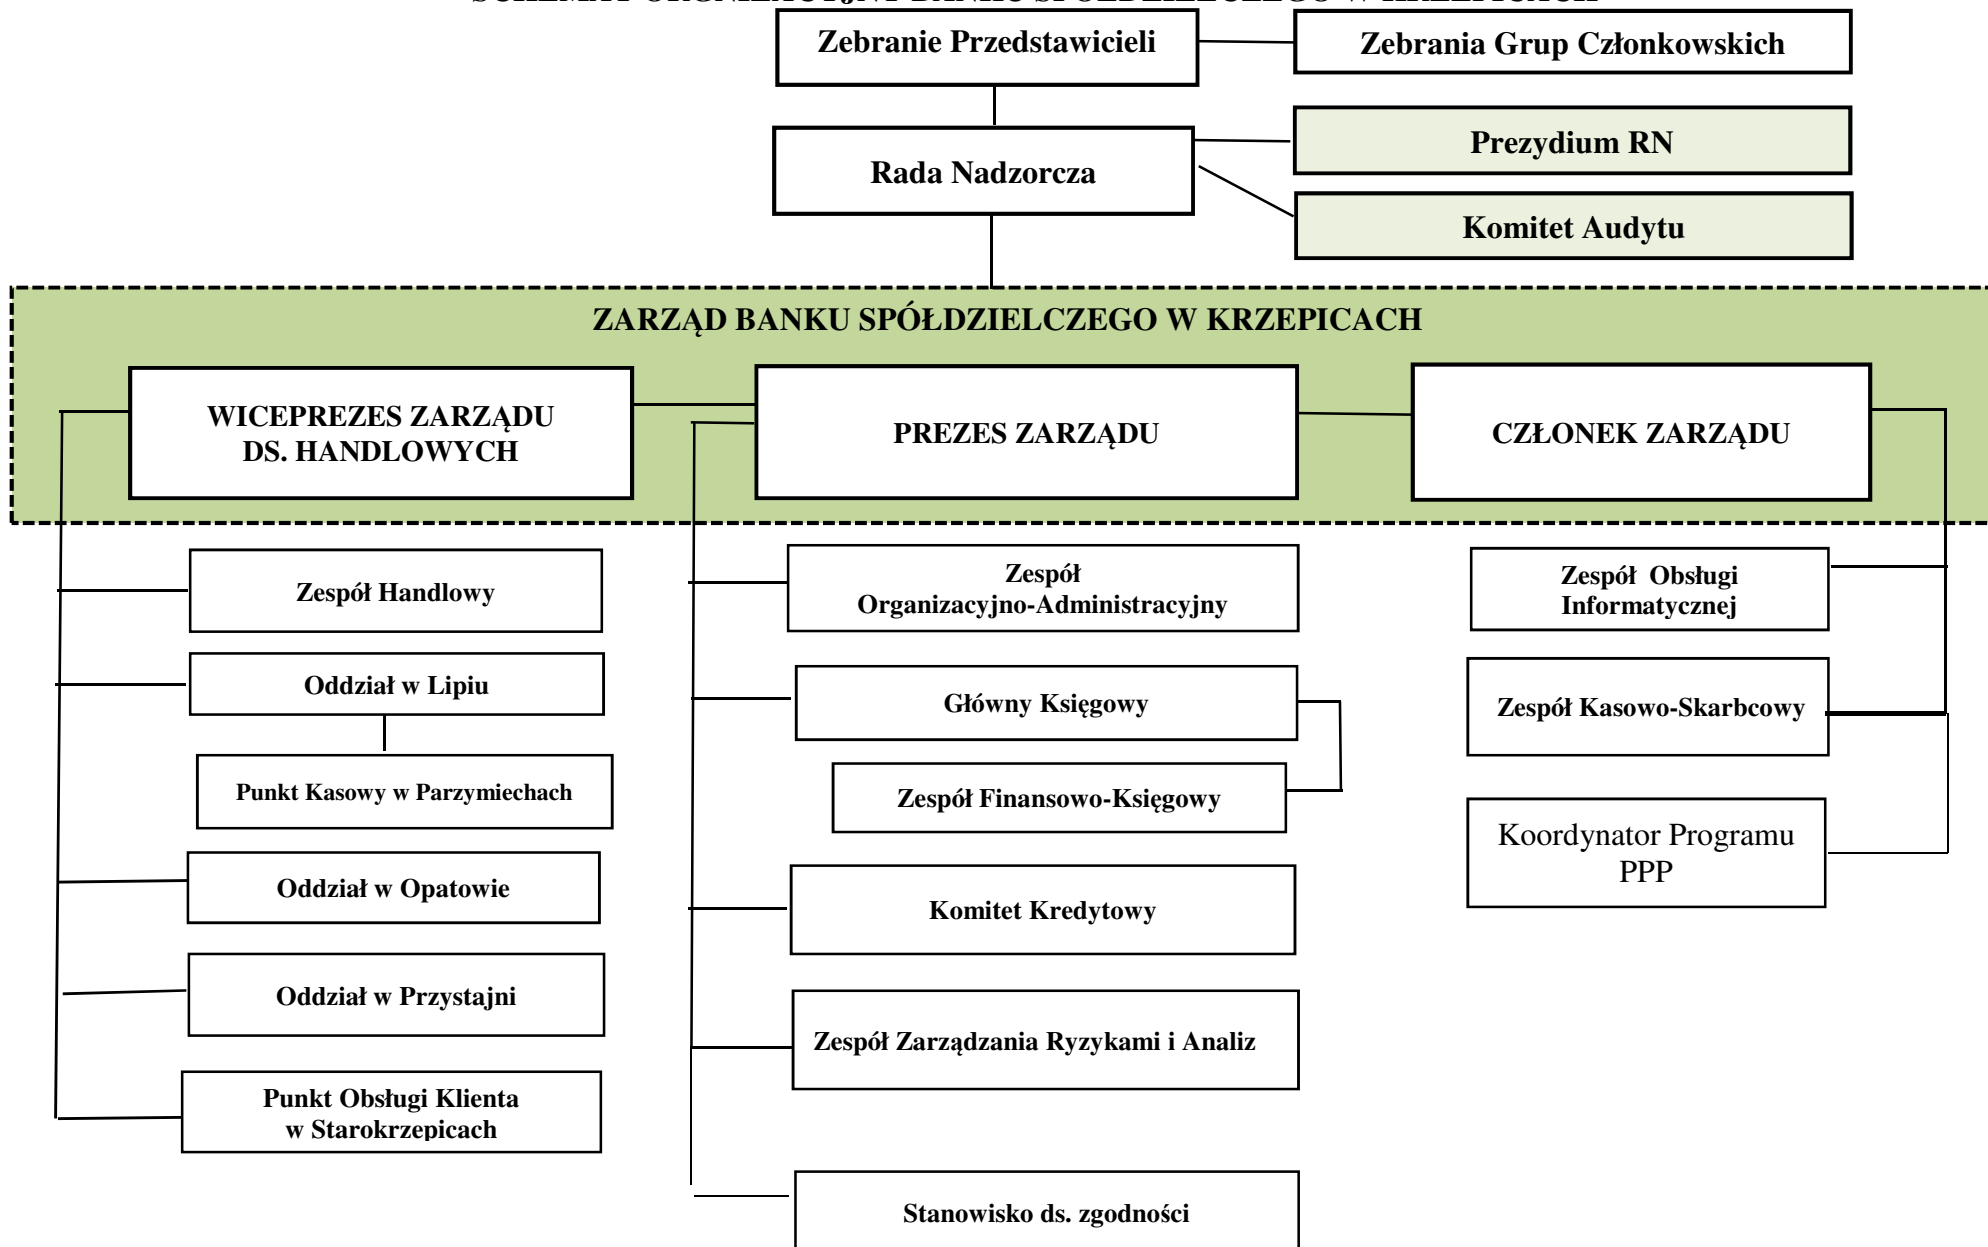 Zebranie Przedstawicieli
Zebrania Grup Członkowskich
Prezydium RN
Rada Nadzorcza
Komitet Audytu
ZARZĄD BANKU SPÓŁDZIELCZEGO W KRZEPICACH
WICEPREZES ZARZĄDU
DS. HANDLOWYCH
PREZES ZARZĄDU
CZŁONEK ZARZĄDU
Zespół Handlowy
Oddział w Lipiu
Punkt Kasowy w Parzymiechach
Oddział w Opatowie
Oddział w Przystajni
Punkt Obsługi Klienta
w Starokrzepicach
Zespół
Organizacyjno-Administracyjny
Główny Księgowy
Zespół Finansowo-Księgowy
Komitet Kredytowy
Zespół Zarządzania Ryzykami i Analiz
Stanowisko ds. zgodności
Zespół Obsługi
Informatycznej
Zespół Kasowo-Skarbcowy
Koordynator Programu
PPP